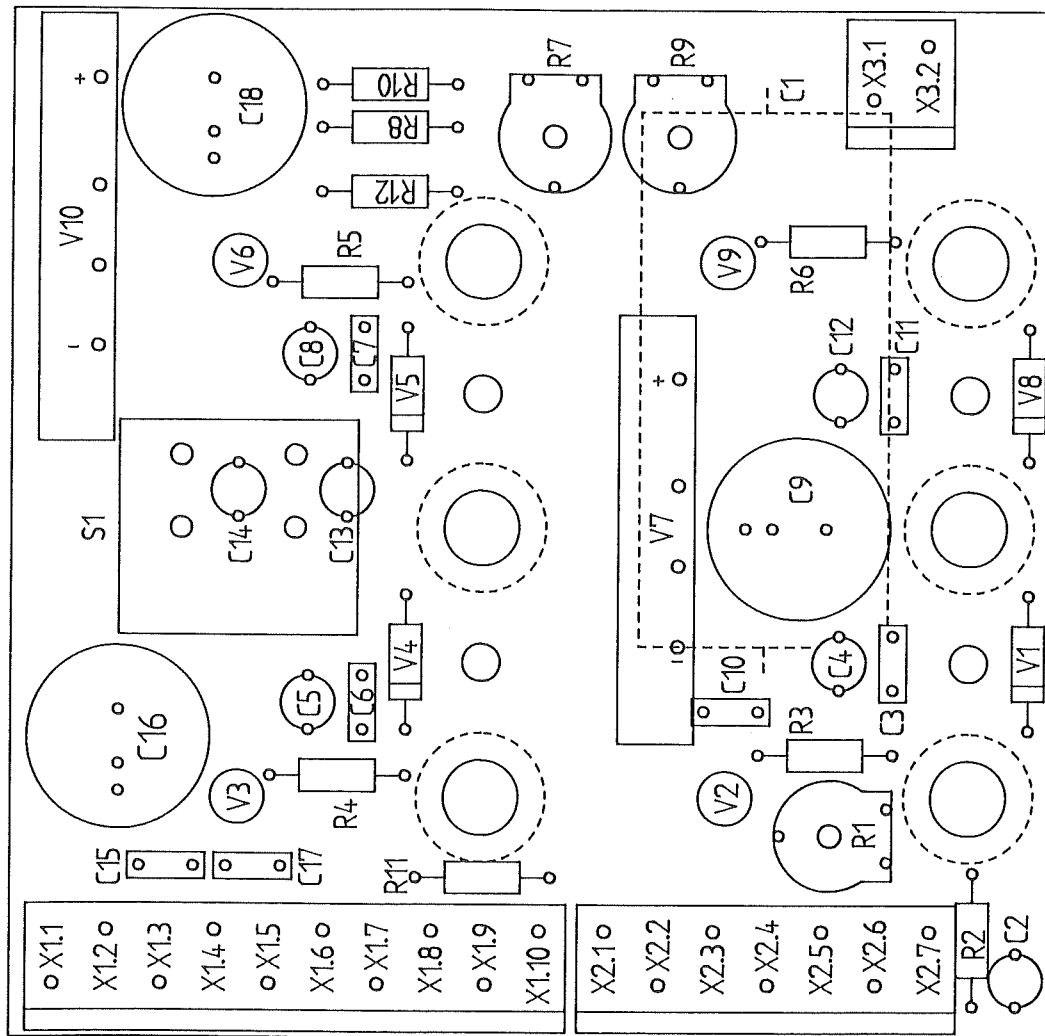 +
V10
-
C18
R10
R8
R12
R7
R9
C1
X3.1
X3.2
V6
R5
V9
R6
C8
C7
V5
C12
C11
V8
+
V7
-
S1
C14
C13
C9
V4
C5
C6
C4
V1
C10
C3
R3
C16
V3
R4
V2
R1
C15
C17
R11
X1.1
X1.2
X1.3
X1.4
X1.5
X1.6
X1.7
X1.8
X1.9
X1.10
X2.1
X2.2
X2.3
X2.4
X2.5
X2.6
X2.7
R2
C2